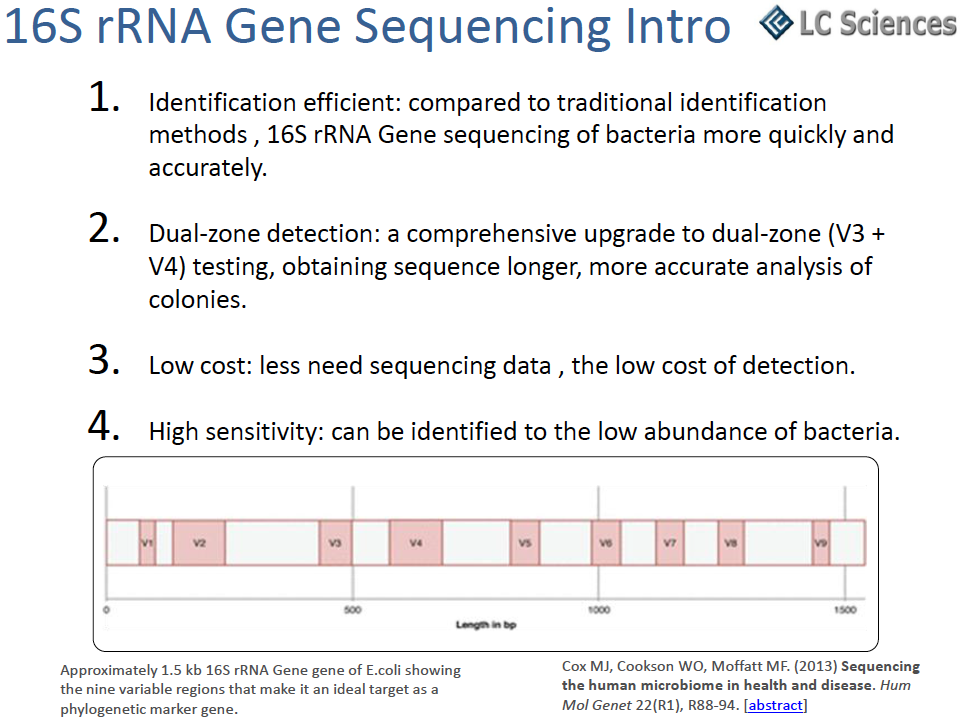 16S rRNA Gene Sequencing Intro
LC Sciences
1. Identification efficient: compared to traditional identification
methods , 16S rRNA Gene sequencing of bacteria more quickly and
accurately.
2. Dual-zone detection: a comprehensive upgrade to dual-zone (V3 +
V4) testing, obtaining sequence longer, more accurate analysis of
colonies.
3. Low cost: less need sequencing data , the low cost of detection.
4. High sensitivity: can be identified to the low abundance of bacteria.
V1 V2 V3 V4 V5 V6 V7 V8 V9
0 500 1000 1500
Length in bp
Approximately 1.5 kb 16S rRNA Gene gene of E.coli showing
the nine variable regions that make it an ideal target as a
phylogenetic marker gene.
Cox MJ, Cookson WO, Moffatt MF. (2013) Sequencing
the human microbiome in health and disease. Hum
Mol Genet 22(R1), R88-94. [abstract]